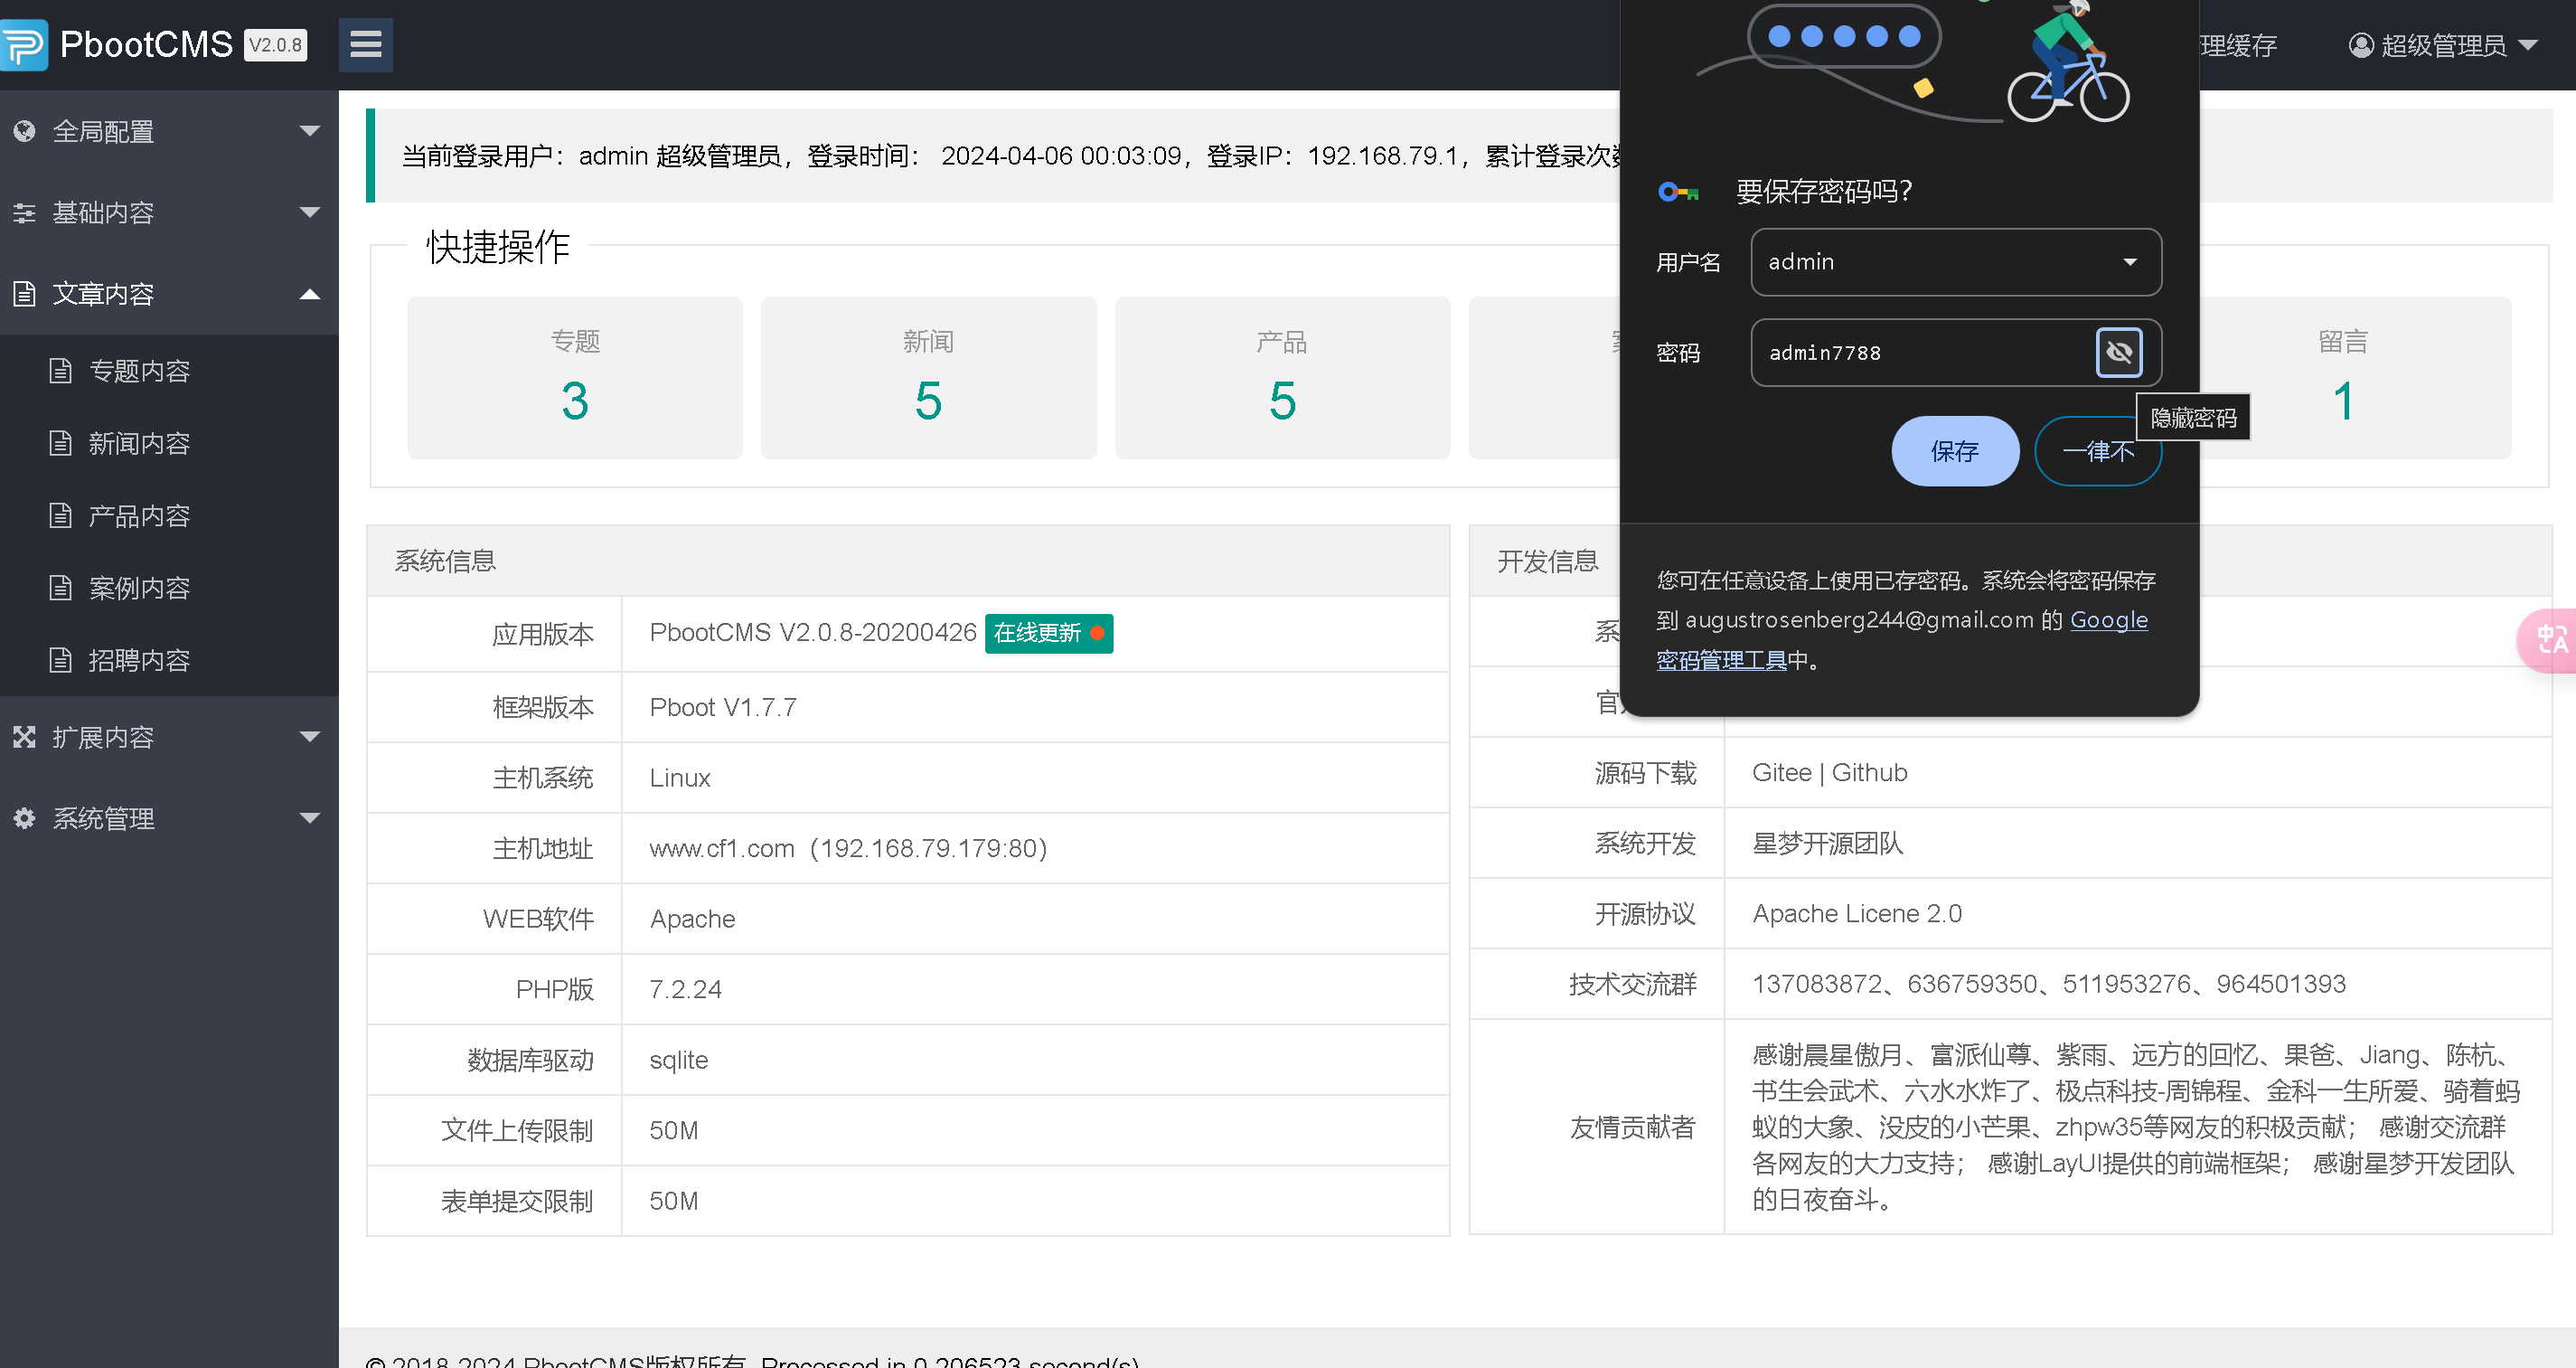 PbootCMS V2.0.8
理缓存
超级管理员
全局配置
基础内容
文章内容
专题内容
新闻内容
产品内容
案例内容
招聘内容
扩展内容
系统管理
当前登录用户：admin 超级管理员，登录时间： 2024-04-06 00:03:09，登录IP：192.168.79.1，累计登录次
快捷操作
专题
3
新闻
5
产品
5
留言
1
要保存密码吗？
用户名 admin
密码 admin7788
隐藏密码
保存 一律不
您可在任意设备上使用已存密码。系统会将密码保存
到 augustrosenberg244@gmail.com 的 Google
密码管理工具中。
系统信息
应用版本 PbootCMS V2.0.8-20200426 在线更新
框架版本 Pboot V1.7.7
主机系统 Linux
主机地址 www.cf1.com（192.168.79.179:80）
WEB软件 Apache
PHP版 7.2.24
数据库驱动 sqlite
文件上传限制 50M
表单提交限制 50M
开发信息
系
官
源码下载 Gitee | Github
系统开发 星梦开源团队
开源协议 Apache Licene 2.0
技术交流群 137083872、636759350、511953276、964501393
友情贡献者 感谢晨星傲月、富派仙尊、紫雨、远方的回忆、果爸、Jiang、陈杭、
书生会武术、六水水炸了、极点科技-周锦程、金科一生所爱、骑着蚂
蚁的大象、没皮的小芒果、zhpw35等网友的积极贡献； 感谢交流群
各网友的大力支持； 感谢LayUI提供的前端框架； 感谢星梦开发团队
的日夜奋斗。
© 2018-2024 PbootCMS版权所有. Processed in 0.206523 second(s).
中A